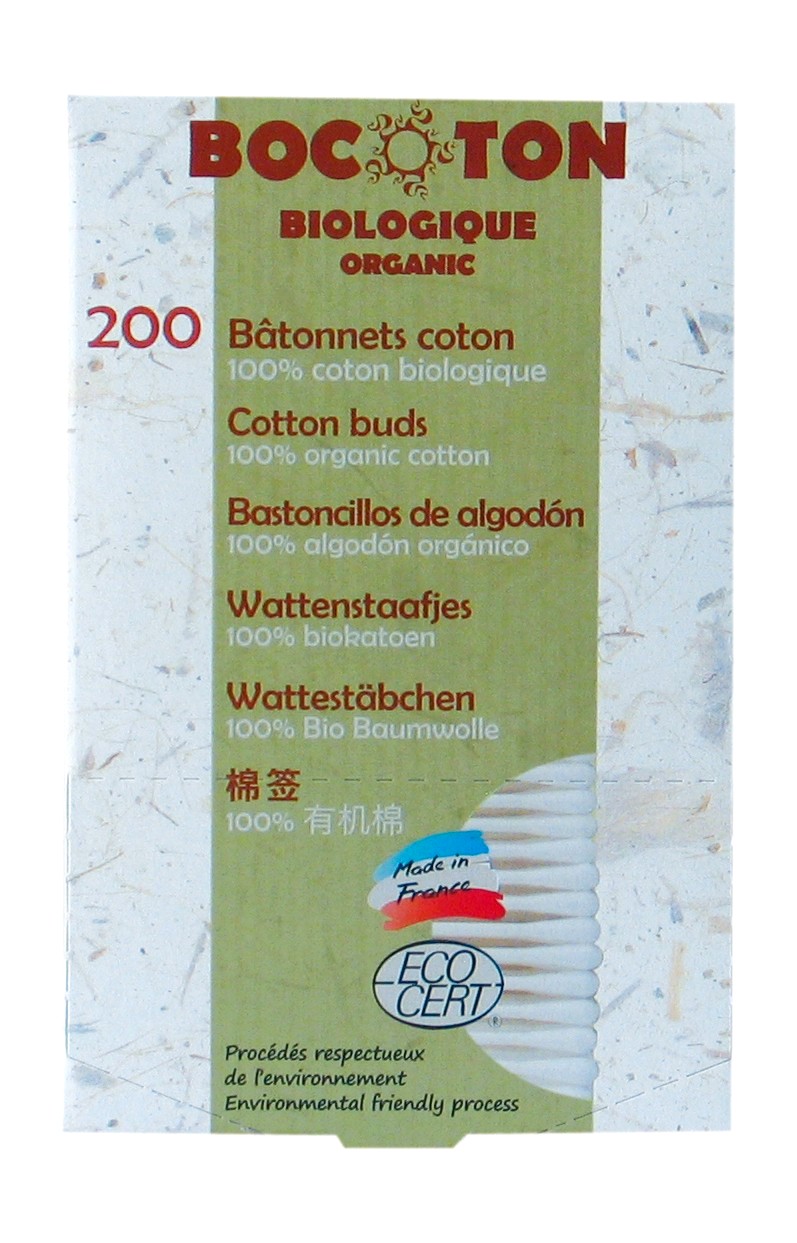 BOCOTON
BIOLOGIQUE
ORGANIC
200
Bâtonnets coton
100% coton biologique
Cotton buds
100% organic cotton
Bastoncillos de algodón
100% algodón orgánico
Wattenstaafjes
100% biokatoen
Wattestäbchen
100% Bio Baumwolle
棉签
100% 有机棉
Made in
France
ECO
CERT
®
Procédés respectueux
de l'environnement
Environmental friendly process